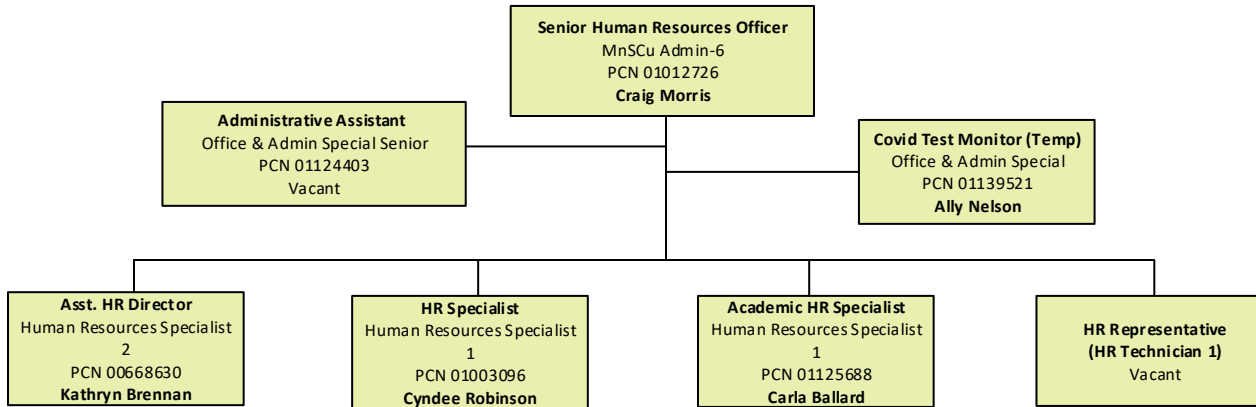 Senior Human Resources Officer
MnSCu Admin-6
PCN 01012726
Craig Morris
Administrative Assistant
Office & Admin Special Senior
PCN 01124403
Vacant
Covid Test Monitor (Temp)
Office & Admin Special
PCN 01139521
Ally Nelson
Asst. HR Director
Human Resources Specialist
2
PCN 00668630
Kathryn Brennan
HR Specialist
Human Resources Specialist
1
PCN 01003096
Cyndee Robinson
Academic HR Specialist
Human Resources Specialist
1
PCN 01125688
Carla Ballard
HR Representative
(HR Technician 1)
Vacant